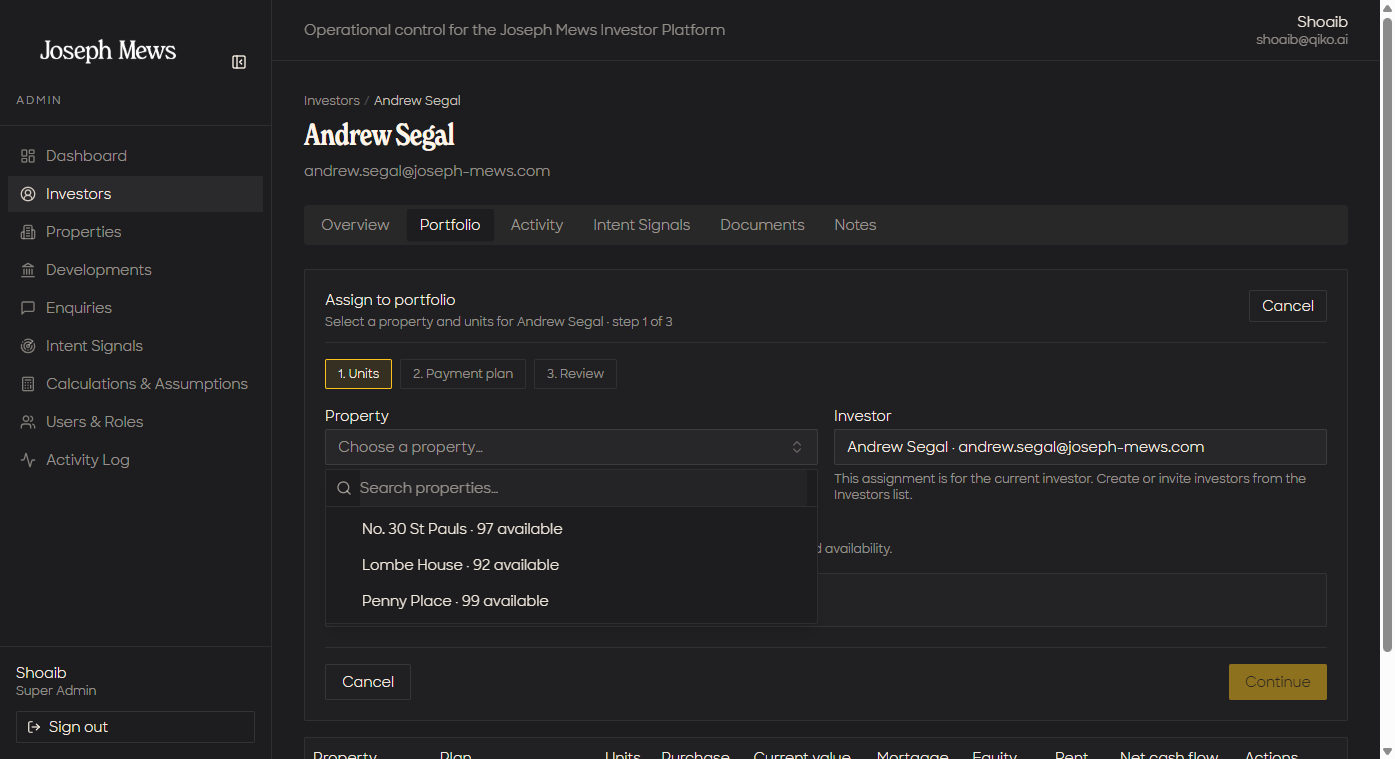 Joseph Mews
ADMIN
Dashboard
Investors
Properties
Developments
Enquiries
Intent Signals
Calculations & Assumptions
Users & Roles
Activity Log
Shoaib
Super Admin
Sign out
Operational control for the Joseph Mews Investor Platform
Shoaib
shoaib@qiko.ai
Investors / Andrew Segal
Andrew Segal
andrew.segal@joseph-mews.com
Overview Portfolio Activity Intent Signals Documents Notes
Assign to portfolio
Select a property and units for Andrew Segal · step 1 of 3
Cancel
1. Units 2. Payment plan 3. Review
Property
Choose a property...
Search properties...
No. 30 St Pauls · 97 available
Lombe House · 92 available
Penny Place · 99 available
Investor
Andrew Segal · andrew.segal@joseph-mews.com
This assignment is for the current investor. Create or invite investors from the
Investors list.
availability.
Cancel
Continue
Property Plan Units Purchase Current value Mortgage Equity Rent Net cash flow Actions